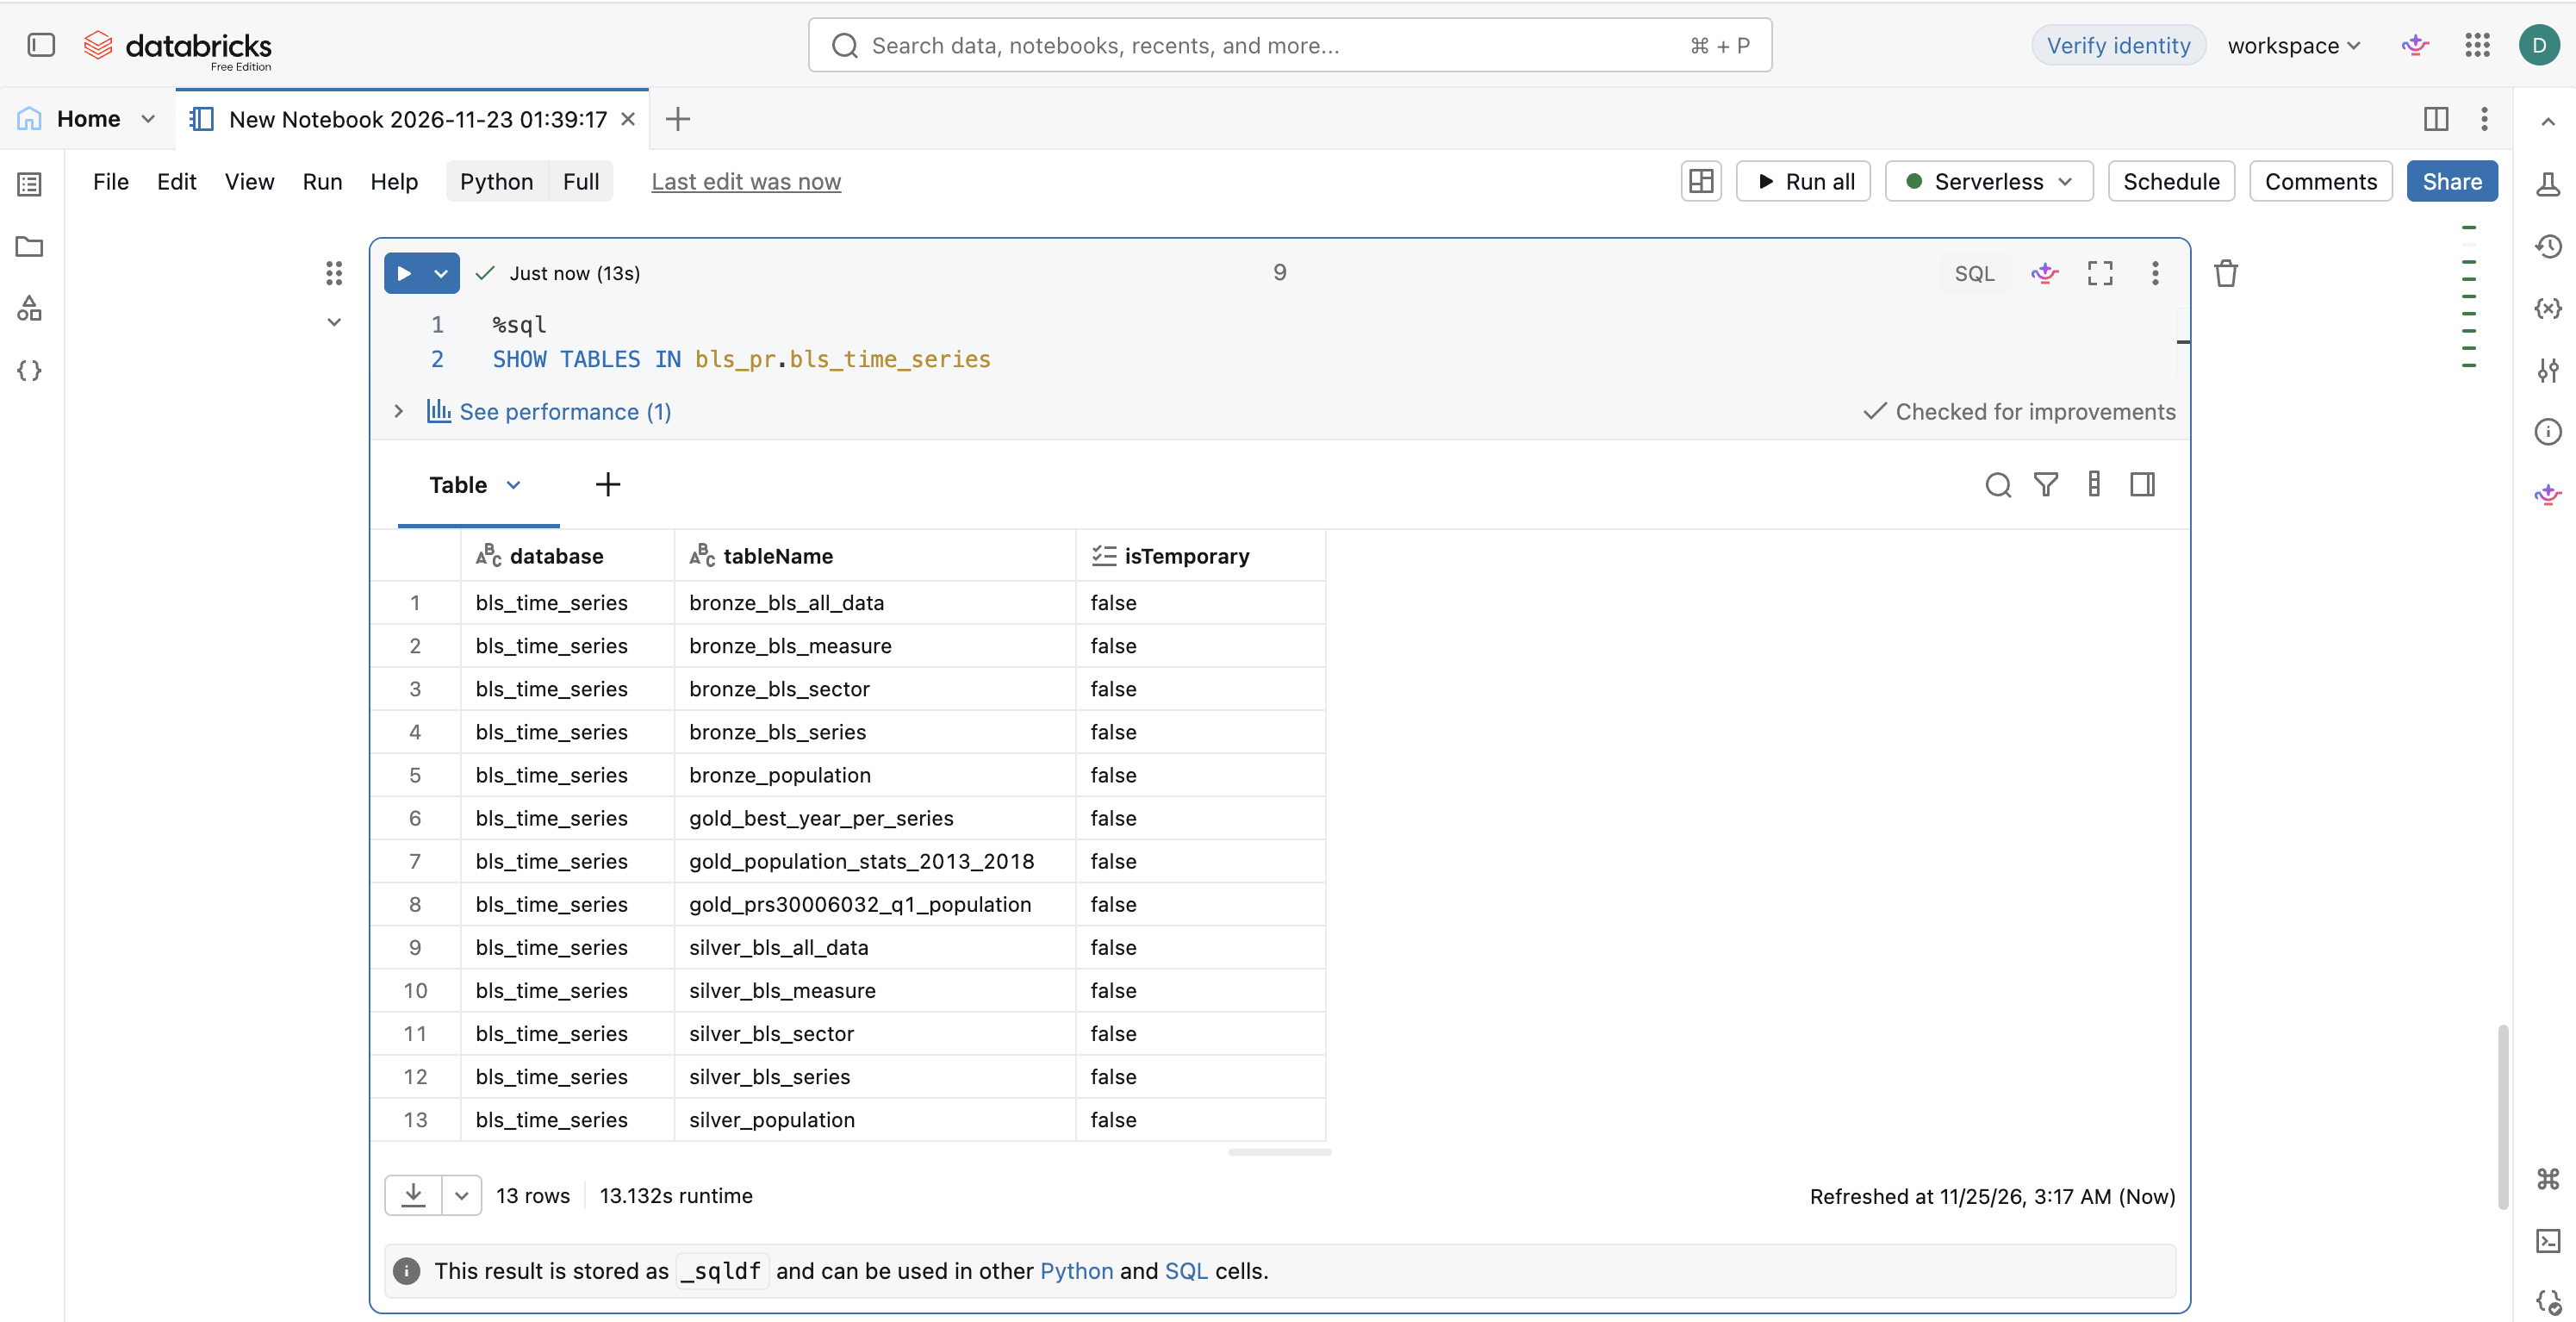 databricks
Free Edition
Search data, notebooks, recents, and more...
⌘ + P
Verify identity
workspace
D
Home
New Notebook 2026-11-23 01:39:17
File Edit View Run Help Python Full Last edit was now
Run all
Serverless
Schedule
Comments
Share
Just now (13s)
9
SQL
1 %sql
2 SHOW TABLES IN bls_pr.bls_time_series
See performance (1)
Checked for improvements
Table
database tableName isTemporary
1 bls_time_series bronze_bls_all_data false
2 bls_time_series bronze_bls_measure false
3 bls_time_series bronze_bls_sector false
4 bls_time_series bronze_bls_series false
5 bls_time_series bronze_population false
6 bls_time_series gold_best_year_per_series false
7 bls_time_series gold_population_stats_2013_2018 false
8 bls_time_series gold_prs30006032_q1_population false
9 bls_time_series silver_bls_all_data false
10 bls_time_series silver_bls_measure false
11 bls_time_series silver_bls_sector false
12 bls_time_series silver_bls_series false
13 bls_time_series silver_population false
13 rows
13.132s runtime
Refreshed at 11/25/26, 3:17 AM (Now)
This result is stored as _sqldf and can be used in other Python and SQL cells.